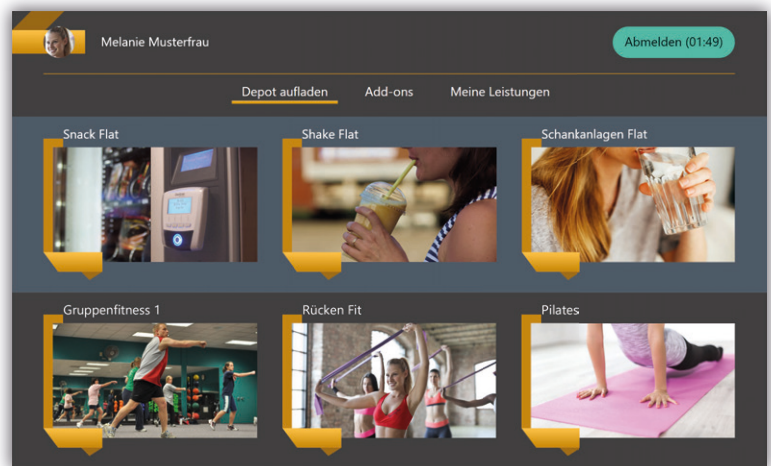 Melanie Musterfrau
Abmelden (01:49)
Depot aufladen Add-ons Meine Leistungen
Snack Flat Shake Flat Schankanlagen Flat
Gruppenfitness 1 Rücken Fit Pilates